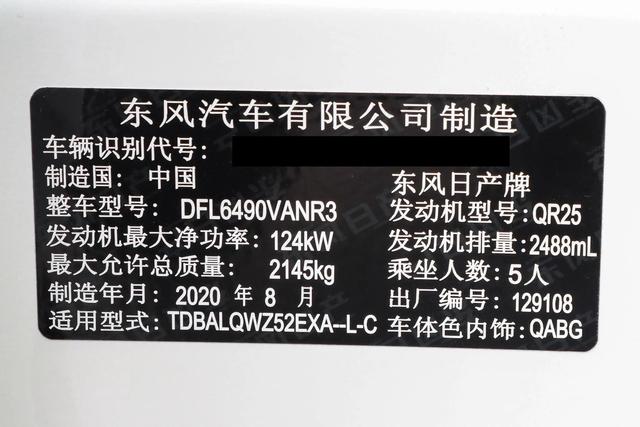 东风汽车有限公司制造
车辆识别代号:
制造国: 中国 东风日产牌
整车型号: DFL6490VANR3 发动机型号: QR25
发动机最大净功率: 124kW 发动机排量: 2488mL
最大允许总质量: 2145kg 乘坐人数: 5人
制造年月: 2020 年 8 月 出厂编号: 129108
适用型式: TDBALQWZ52EXA--L-C 车体色内饰: QABG